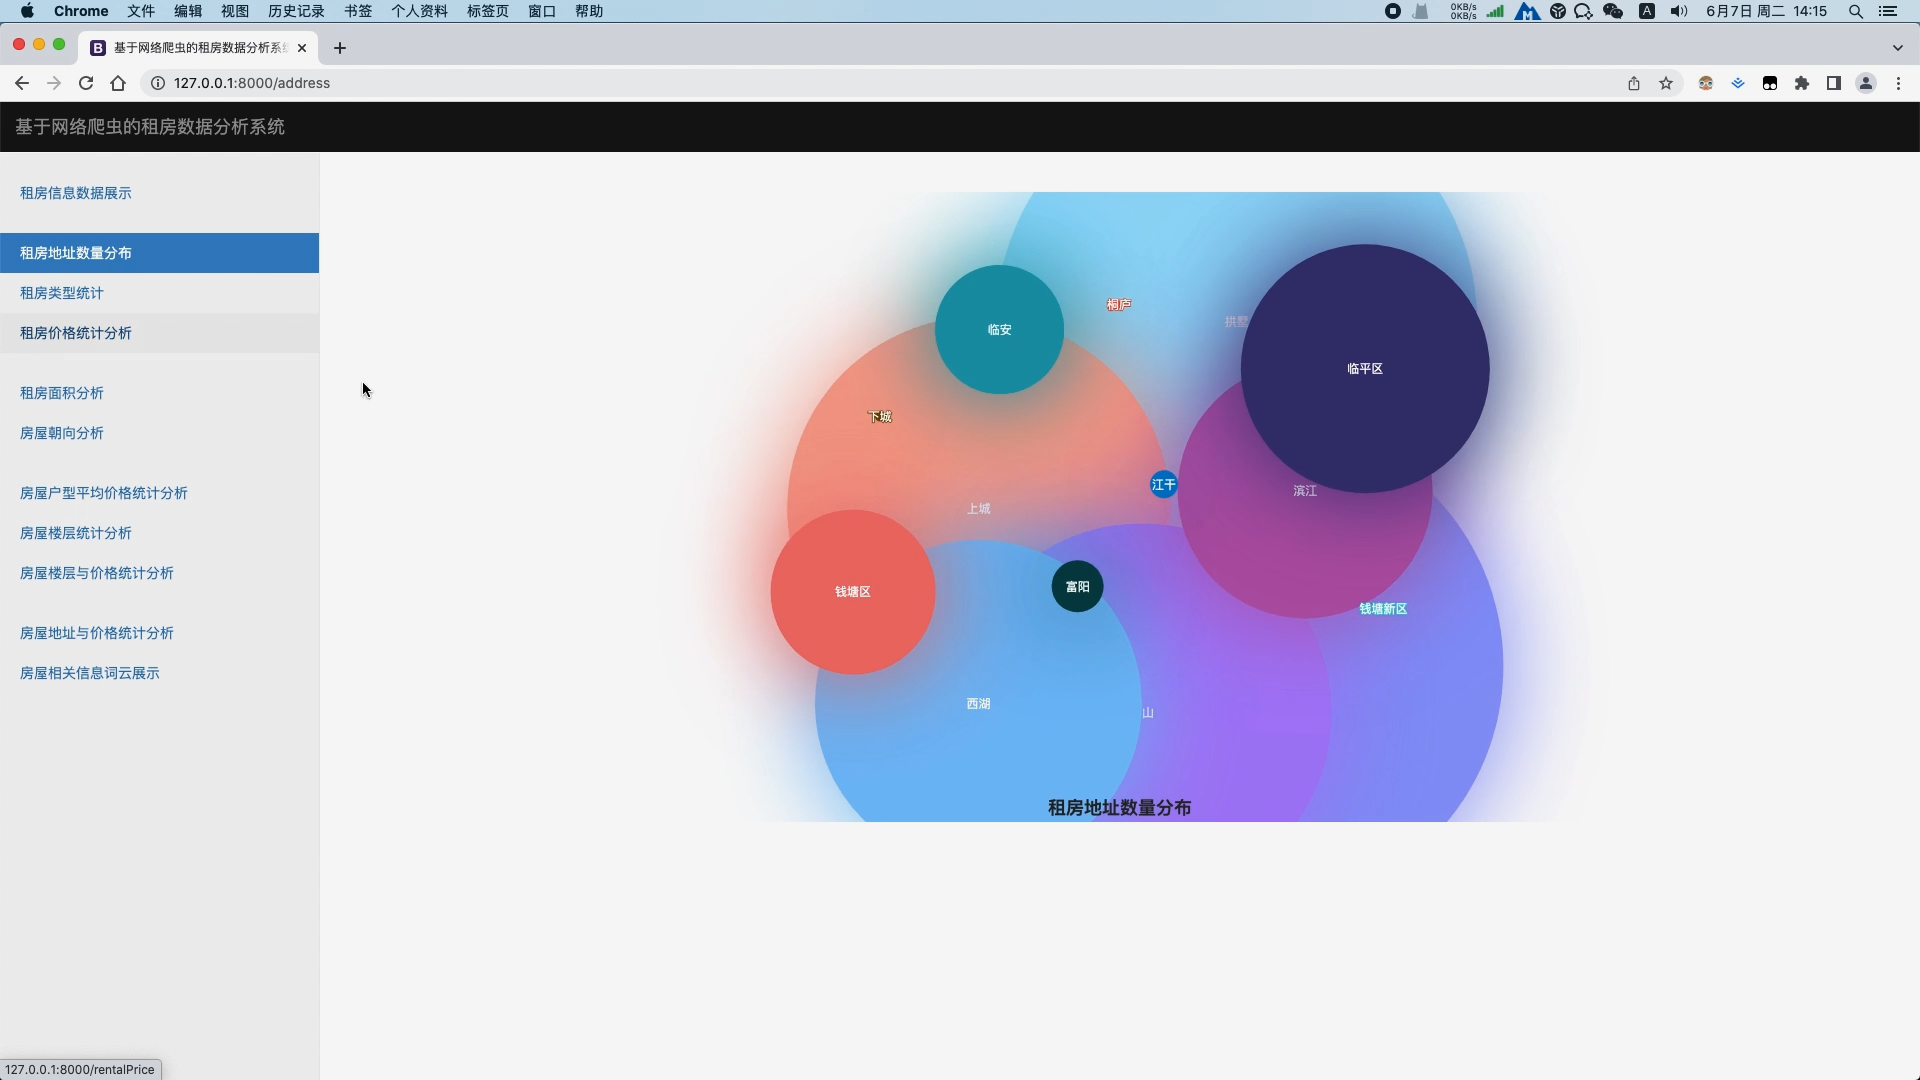 Chrome 文件 编辑 视图 历史记录 书签 个人资料 标签页 窗口 帮助
0KB/s
0KB/s
A
6月7日 周二 14:15
B 基于网络爬虫的租房数据分析系
127.0.0.1:8000/address
基于网络爬虫的租房数据分析系统
租房信息数据展示
租房地址数量分布
租房类型统计
租房价格统计分析
租房面积分析
房屋朝向分析
房屋户型平均价格统计分析
房屋楼层统计分析
房屋楼层与价格统计分析
房屋地址与价格统计分析
房屋相关信息词云展示
桐庐
拱墅
临安
临平区
下城
江干
滨江
上城
富阳
钱塘区
钱塘新区
西湖
山
租房地址数量分布
127.0.0.1:8000/rentalPrice